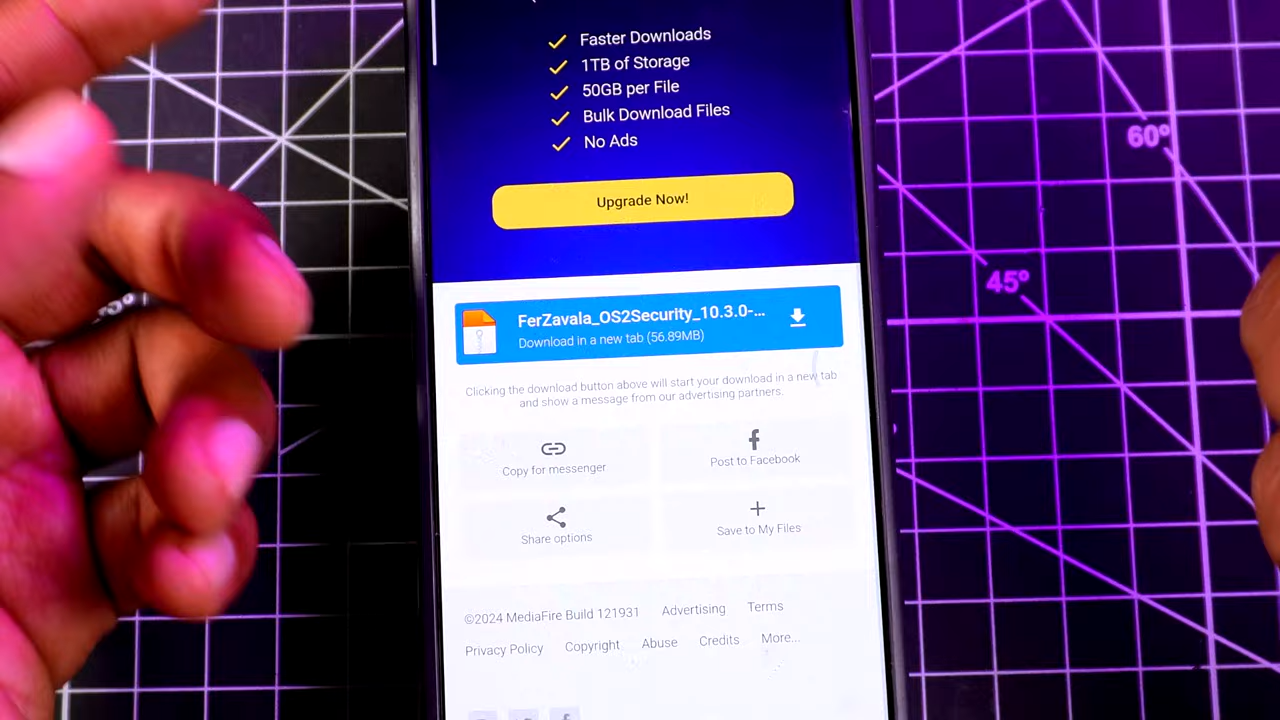 Faster Downloads
1TB of Storage
50GB per File
Bulk Download Files
No Ads
Upgrade Now!
FerZavala_OS2Security_10.3.0-...
Download in a new tab (56.89MB)
Clicking the download button above will start your download in a new tab
and show a message from our advertising partners.
Copy for messenger
Post to Facebook
Share options
Save to My Files
©2024 MediaFire Build 121931 Advertising Terms
Privacy Policy Copyright Abuse Credits More...
60°
45°